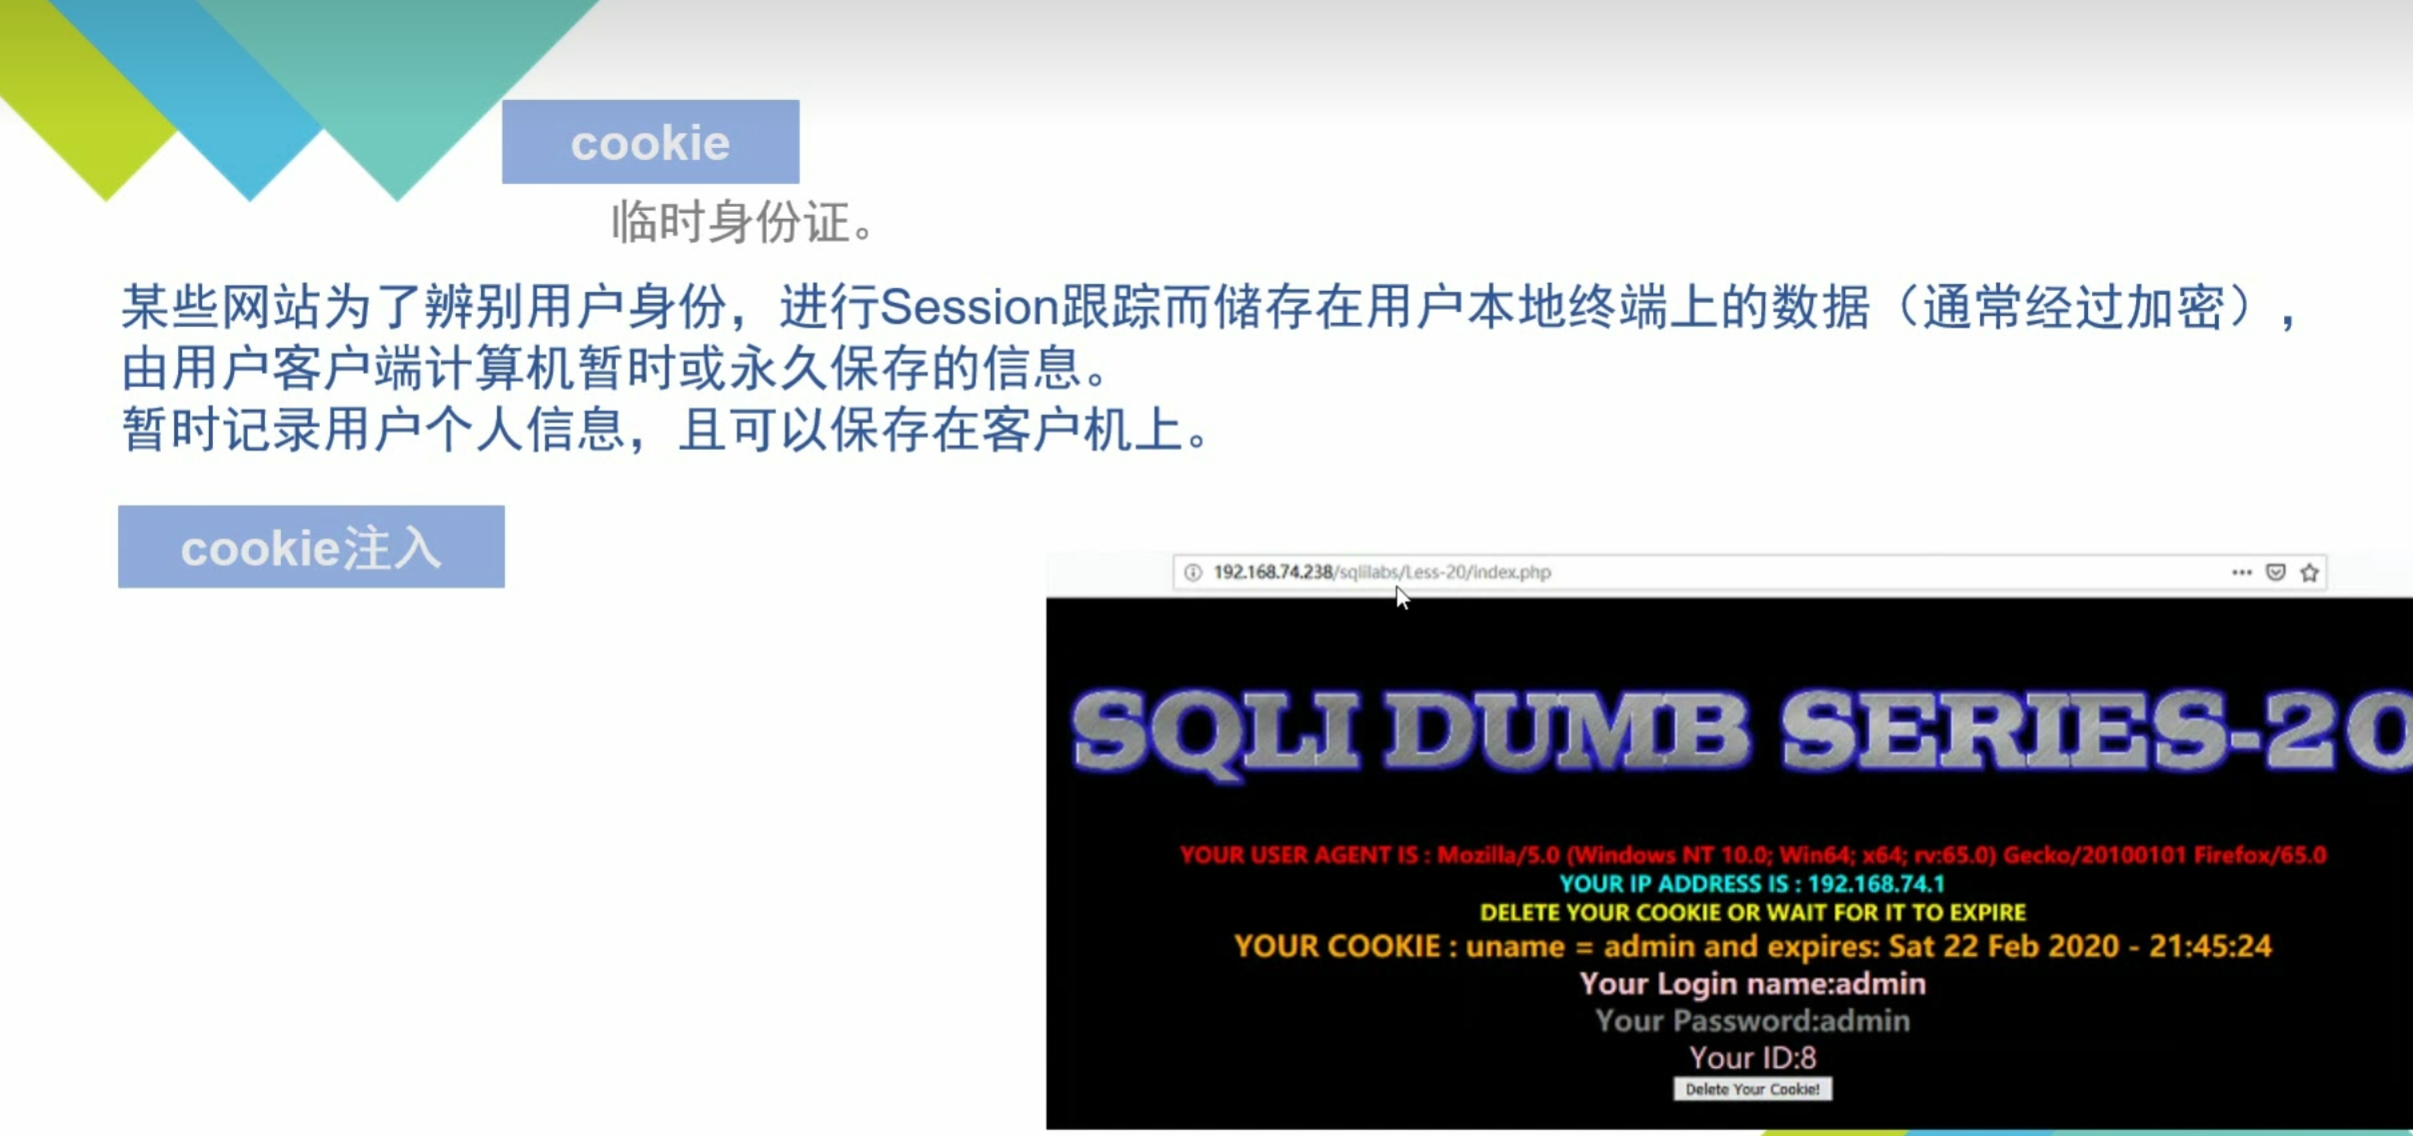 cookie
临时身份证。
某些网站为了辨别用户身份，进行Session跟踪而储存在用户本地终端上的数据（通常经过加密），
由用户客户端计算机暂时或永久保存的信息。
暂时记录用户个人信息，且可以保存在客户机上。
cookie注入
192.168.74.238/sqlilabs/Less-20/index.php
SQLI DUMB SERIES-20
YOUR USER AGENT IS : Mozilla/5.0 (Windows NT 10.0; Win64; x64; rv:65.0) Gecko/20100101 Firefox/65.0
YOUR IP ADDRESS IS : 192.168.74.1
DELETE YOUR COOKIE OR WAIT FOR IT TO EXPIRE
YOUR COOKIE : uname = admin and expires: Sat 22 Feb 2020 - 21:45:24
Your Login name:admin
Your Password:admin
Your ID:8
Delete Your Cookie!